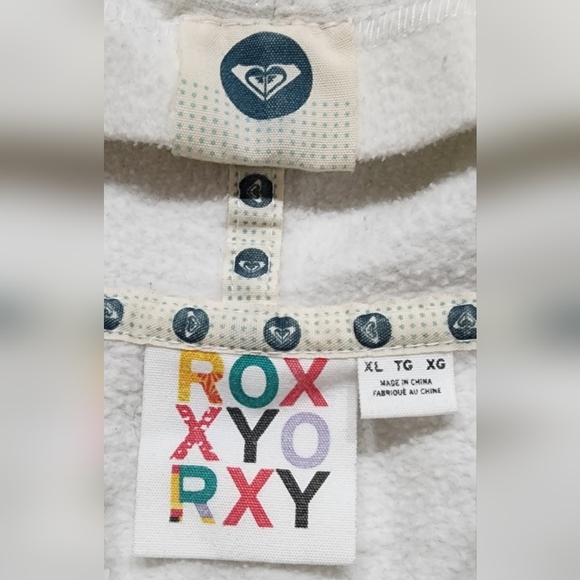 ROX
XYO
RXY
XL TG XG
MADE IN CHINA
FABRIQUÉ AU CHINE